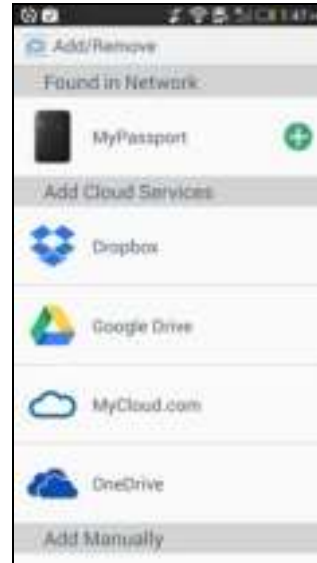 Add/Remove
Found in Network
MyPassport
Add Cloud Services
Dropbox
Google Drive
MyCloud.com
OneDrive
Add Manually